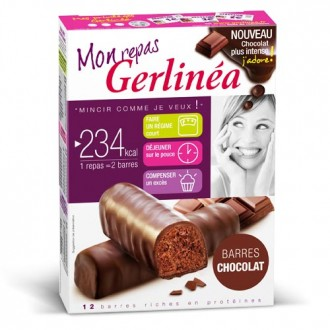 NOUVEAU
Chocolat
plus intense
j'adore!
Mon repas
Gerlinéa
"MINCIR COMME JE VEUX !"
234 kcal
1 repas = 2 barres
FAIRE
UN RÉGIME
court
DÉJEUNER
sur le pouce
COMPENSER
un excès
BARRES
CHOCOLAT
12 barres riches en protéines